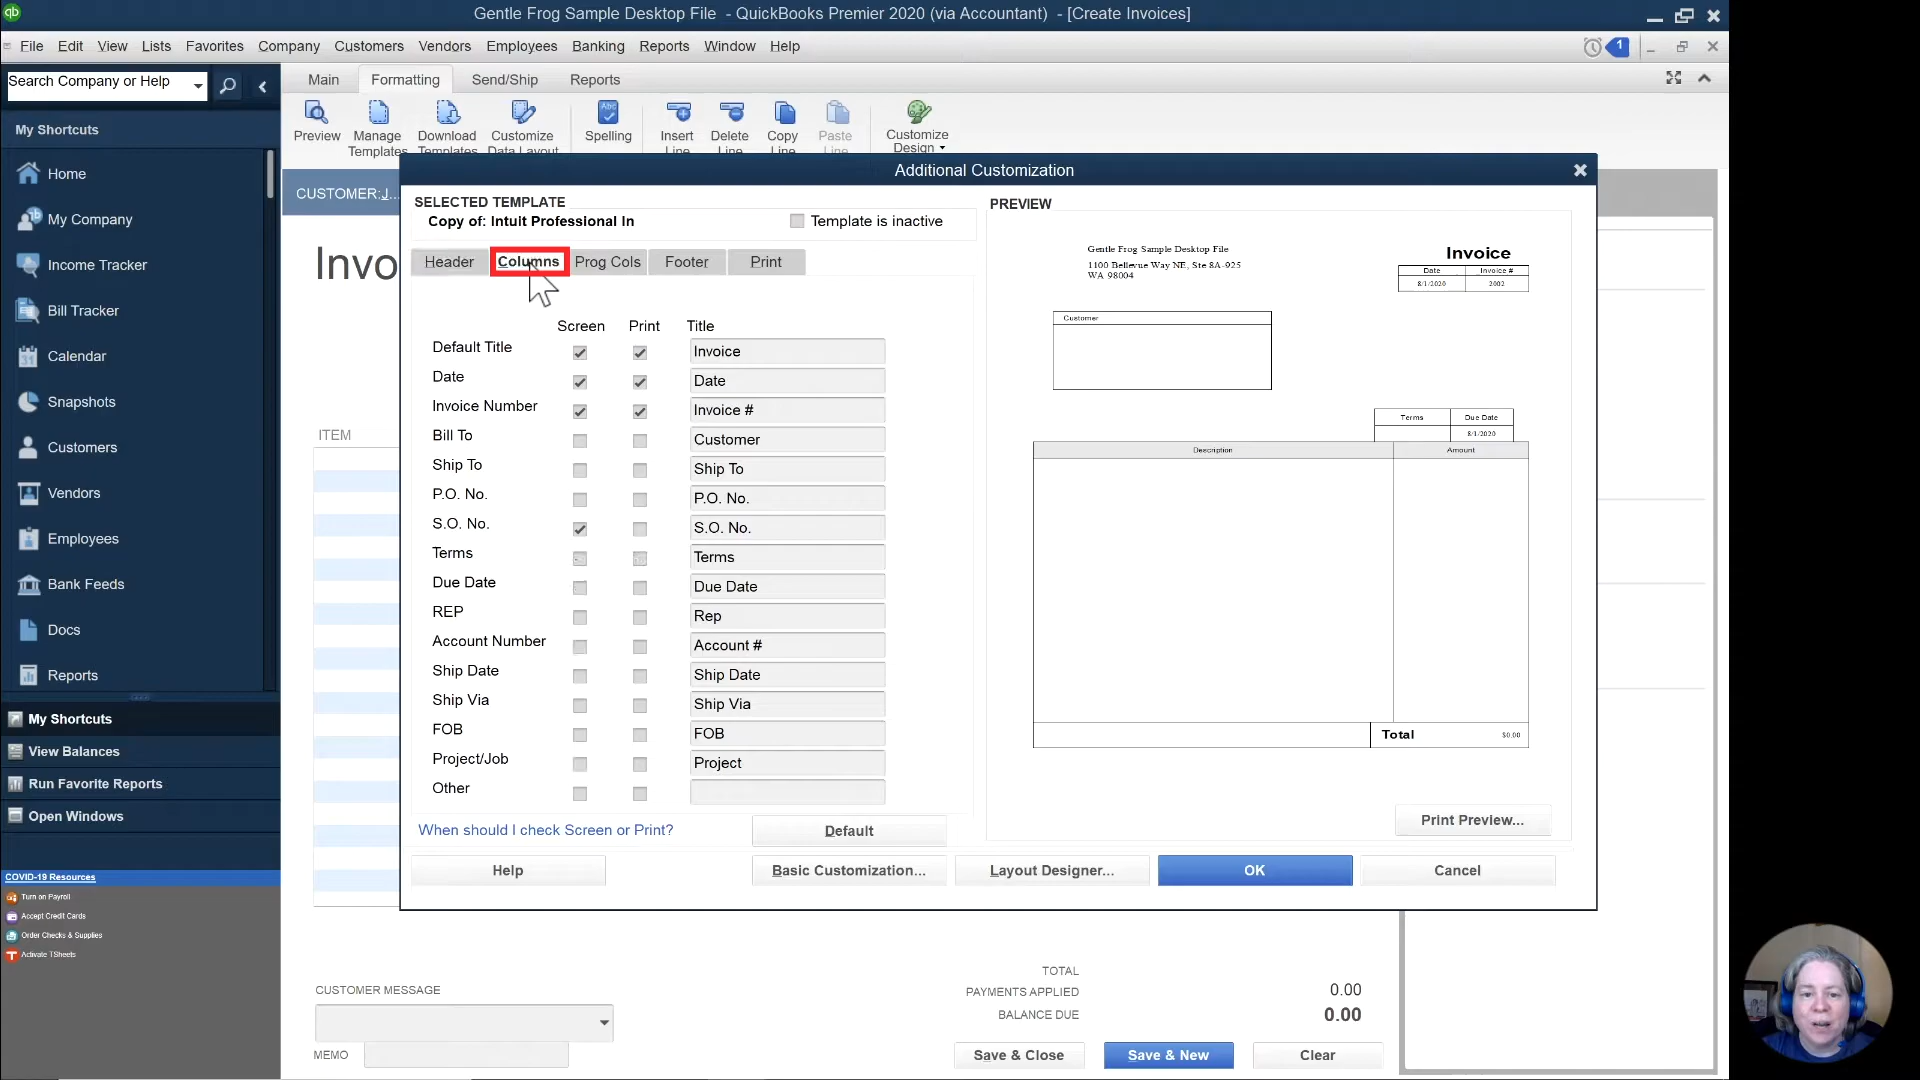 Gentle Frog Sample Desktop File - QuickBooks Premier 2020 (via Accountant) - [Create Invoices]
File Edit View Lists Favorites Company Customers Vendors Employees Banking Reports Window Help
1
Search Company or Help
Main Formatting Send/Ship Reports
Preview Manage Templates Download Templates Customize Data Layout Spelling Insert Line Delete Line Copy Line Paste Line Customize Design
My Shortcuts
Home
My Company
Income Tracker
Bill Tracker
Calendar
Snapshots
Customers
Vendors
Employees
Bank Feeds
Docs
Reports
My Shortcuts
View Balances
Run Favorite Reports
Open Windows
COVID-19 Resources
Turn on Payroll
Accept Credit Cards
Order Checks & Supplies
Activate TSheets
CUSTOMER:J...
Invo
ITEM
Additional Customization
SELECTED TEMPLATE
Copy of: Intuit Professional In
Template is inactive
Header Columns Prog Cols Footer Print
Screen Print Title
Default Title Invoice
Date Date
Invoice Number Invoice #
Bill To Customer
Ship To Ship To
P.O. No. P.O. No.
S.O. No. S.O. No.
Terms Terms
Due Date Due Date
REP Rep
Account Number Account #
Ship Date Ship Date
Ship Via Ship Via
FOB FOB
Project/Job Project
Other
When should I check Screen or Print?
Default
PREVIEW
Gentle Frog Sample Desktop File
1100 Bellevue Way NE, Ste 8A-925
WA 98004
Invoice
Date Invoice #
8/1/2020 2002
Customer
Terms Due Date
8/1/2020
Description Amount
Total $0.00
Print Preview...
Help Basic Customization... Layout Designer... OK Cancel
CUSTOMER MESSAGE
MEMO
TOTAL
PAYMENTS APPLIED 0.00
BALANCE DUE 0.00
Save & Close Save & New Clear